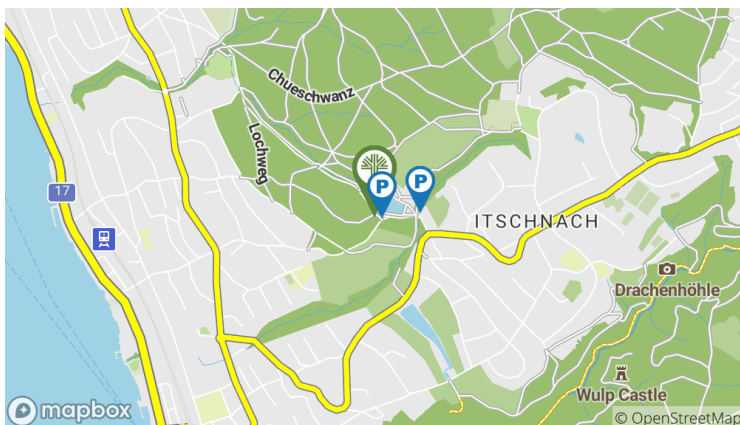 Chueschwanz
Lochweg
17
P
P
ITSCHNACH
Drachenhöhle
Wulp Castle
mapbox
© OpenStreetMap